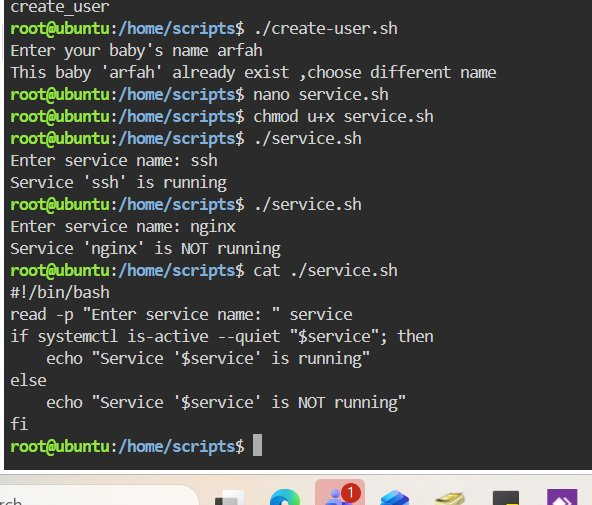 create_user
root@ubuntu:/home/scripts$ ./create-user.sh
Enter your baby's name arfah
This baby 'arfah' already exist ,choose different name
root@ubuntu:/home/scripts$ nano service.sh
root@ubuntu:/home/scripts$ chmod u+x service.sh
root@ubuntu:/home/scripts$ ./service.sh
Enter service name: ssh
Service 'ssh' is running
root@ubuntu:/home/scripts$ ./service.sh
Enter service name: nginx
Service 'nginx' is NOT running
root@ubuntu:/home/scripts$ cat ./service.sh
#!/bin/bash
read -p "Enter service name: " service
if systemctl is-active --quiet "$service"; then
    echo "Service '$service' is running"
else
    echo "Service '$service' is NOT running"
fi
root@ubuntu:/home/scripts$
1